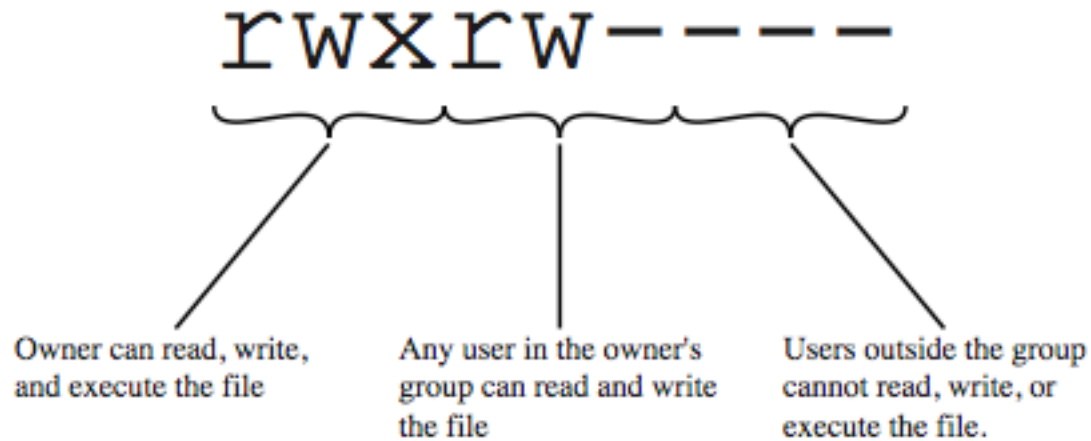 rwxrw----
Owner can read, write,
and execute the file
Any user in the owner's
group can read and write
the file
Users outside the group
cannot read, write, or
execute the file.